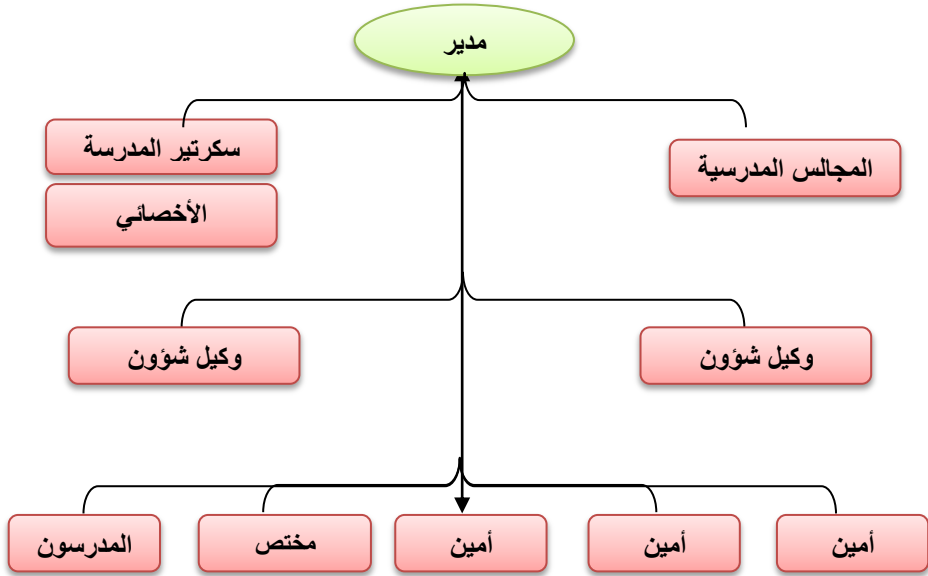 مدير
المجالس المدرسية
سكرتير المدرسة
الأخصائي
وكيل شؤون
وكيل شؤون
أمين
أمين
أمين
مختص
المدرسون